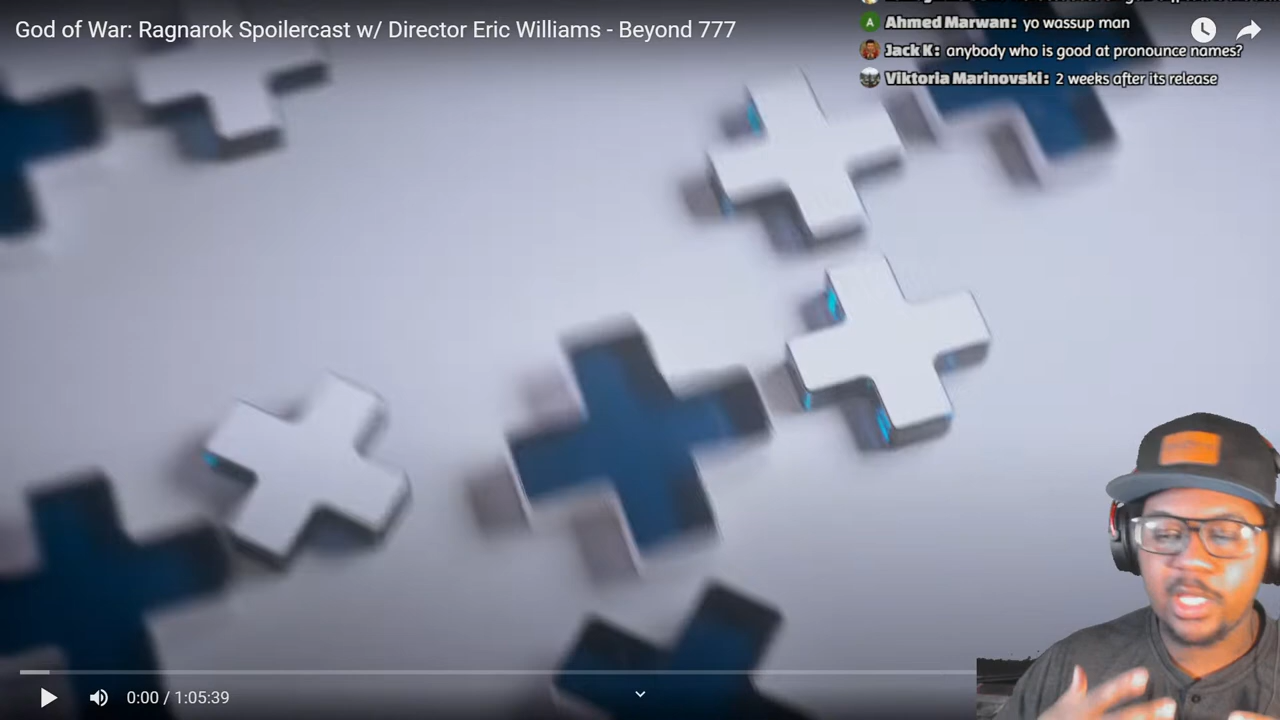 God of War: Ragnarok Spoilercast w/ Director Eric Williams - Beyond 777
Ahmed Marwan: yo wassup man
Jack K: anybody who is good at pronounce names?
Viktoria Marinovski: 2 weeks after its release
A
0:00 / 1:05:39